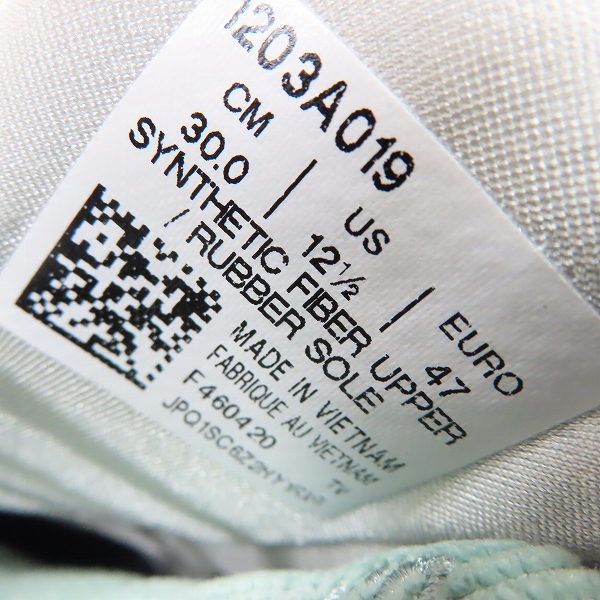 1203A019
CM | US | EURO
30.0 12½ 47
SYNTHETIC FIBER UPPER
/ RUBBER SOLE
MADE IN VIETNAM
FABRIQUE AU VIETNAM
F460420 TV